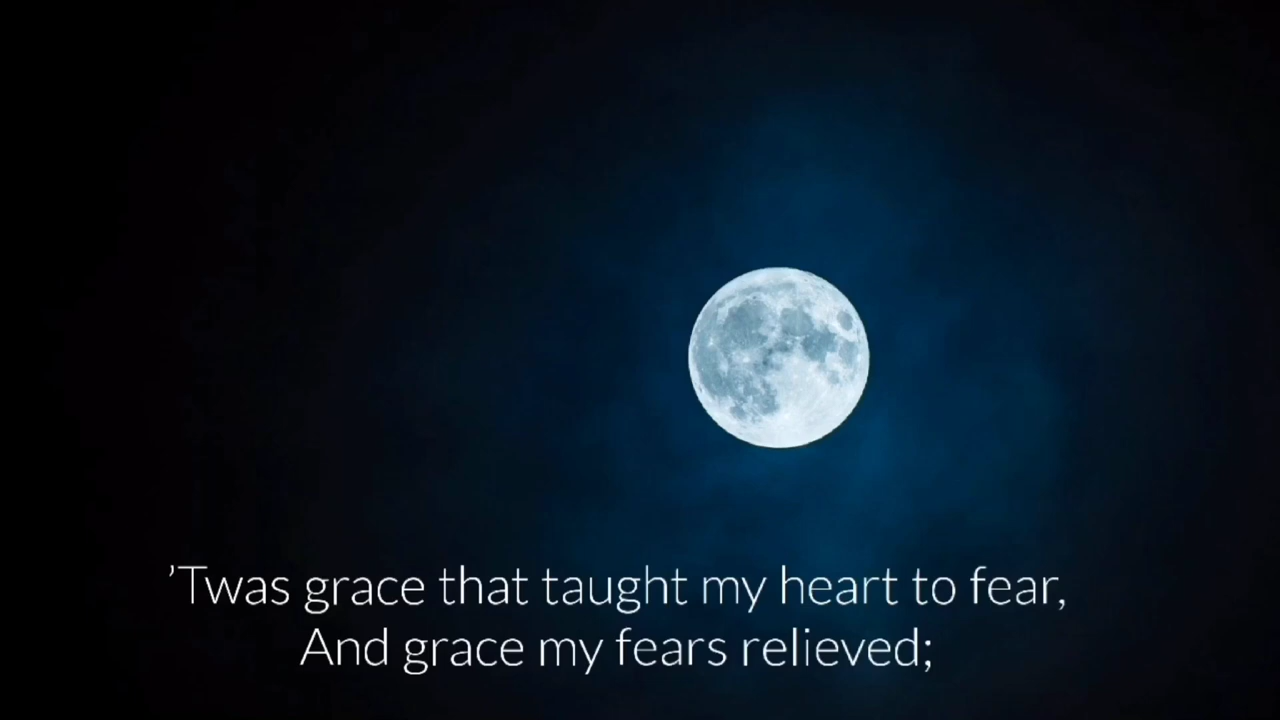 ’Twas grace that taught my heart to fear,
And grace my fears relieved;